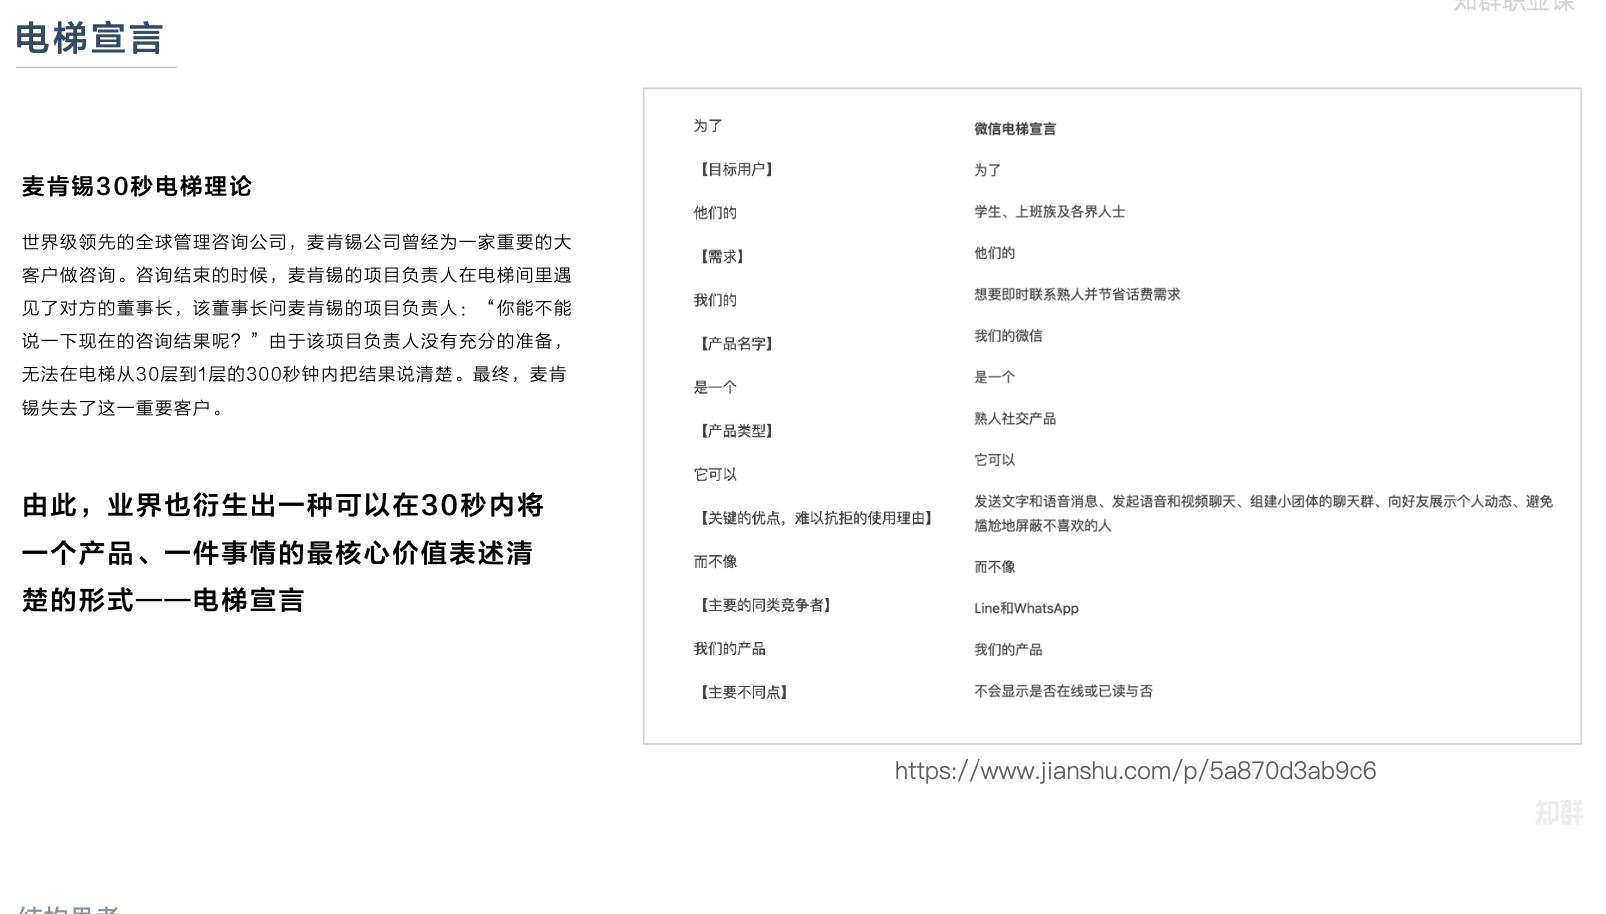 知群职业课
电梯宣言
麦肯锡30秒电梯理论
世界级领先的全球管理咨询公司，麦肯锡公司曾经为一家重要的大
客户做咨询。咨询结束的时候，麦肯锡的项目负责人在电梯间里遇
见了对方的董事长，该董事长问麦肯锡的项目负责人：“你能不能
说一下现在的咨询结果呢？”由于该项目负责人没有充分的准备，
无法在电梯从30层到1层的300秒钟内把结果说清楚。最终，麦肯
锡失去了这一重要客户。
由此，业界也衍生出一种可以在30秒内将
一个产品、一件事情的最核心价值表述清
楚的形式——电梯宣言
为了
【目标用户】
他们的
【需求】
我们的
【产品名字】
是一个
【产品类型】
它可以
【关键的优点，难以抗拒的使用理由】
而不像
【主要的同类竞争者】
我们的产品
【主要不同点】
微信电梯宣言
为了
学生、上班族及各界人士
他们的
想要即时联系熟人并节省话费需求
我们的微信
是一个
熟人社交产品
它可以
发送文字和语音消息、发起语音和视频聊天、组建小团体的聊天群、向好友展示个人动态、避免
尴尬地屏蔽不喜欢的人
而不像
Line和WhatsApp
我们的产品
不会显示是否在线或已读与否
https://www.jianshu.com/p/5a870d3ab9c6
知群
结构思考